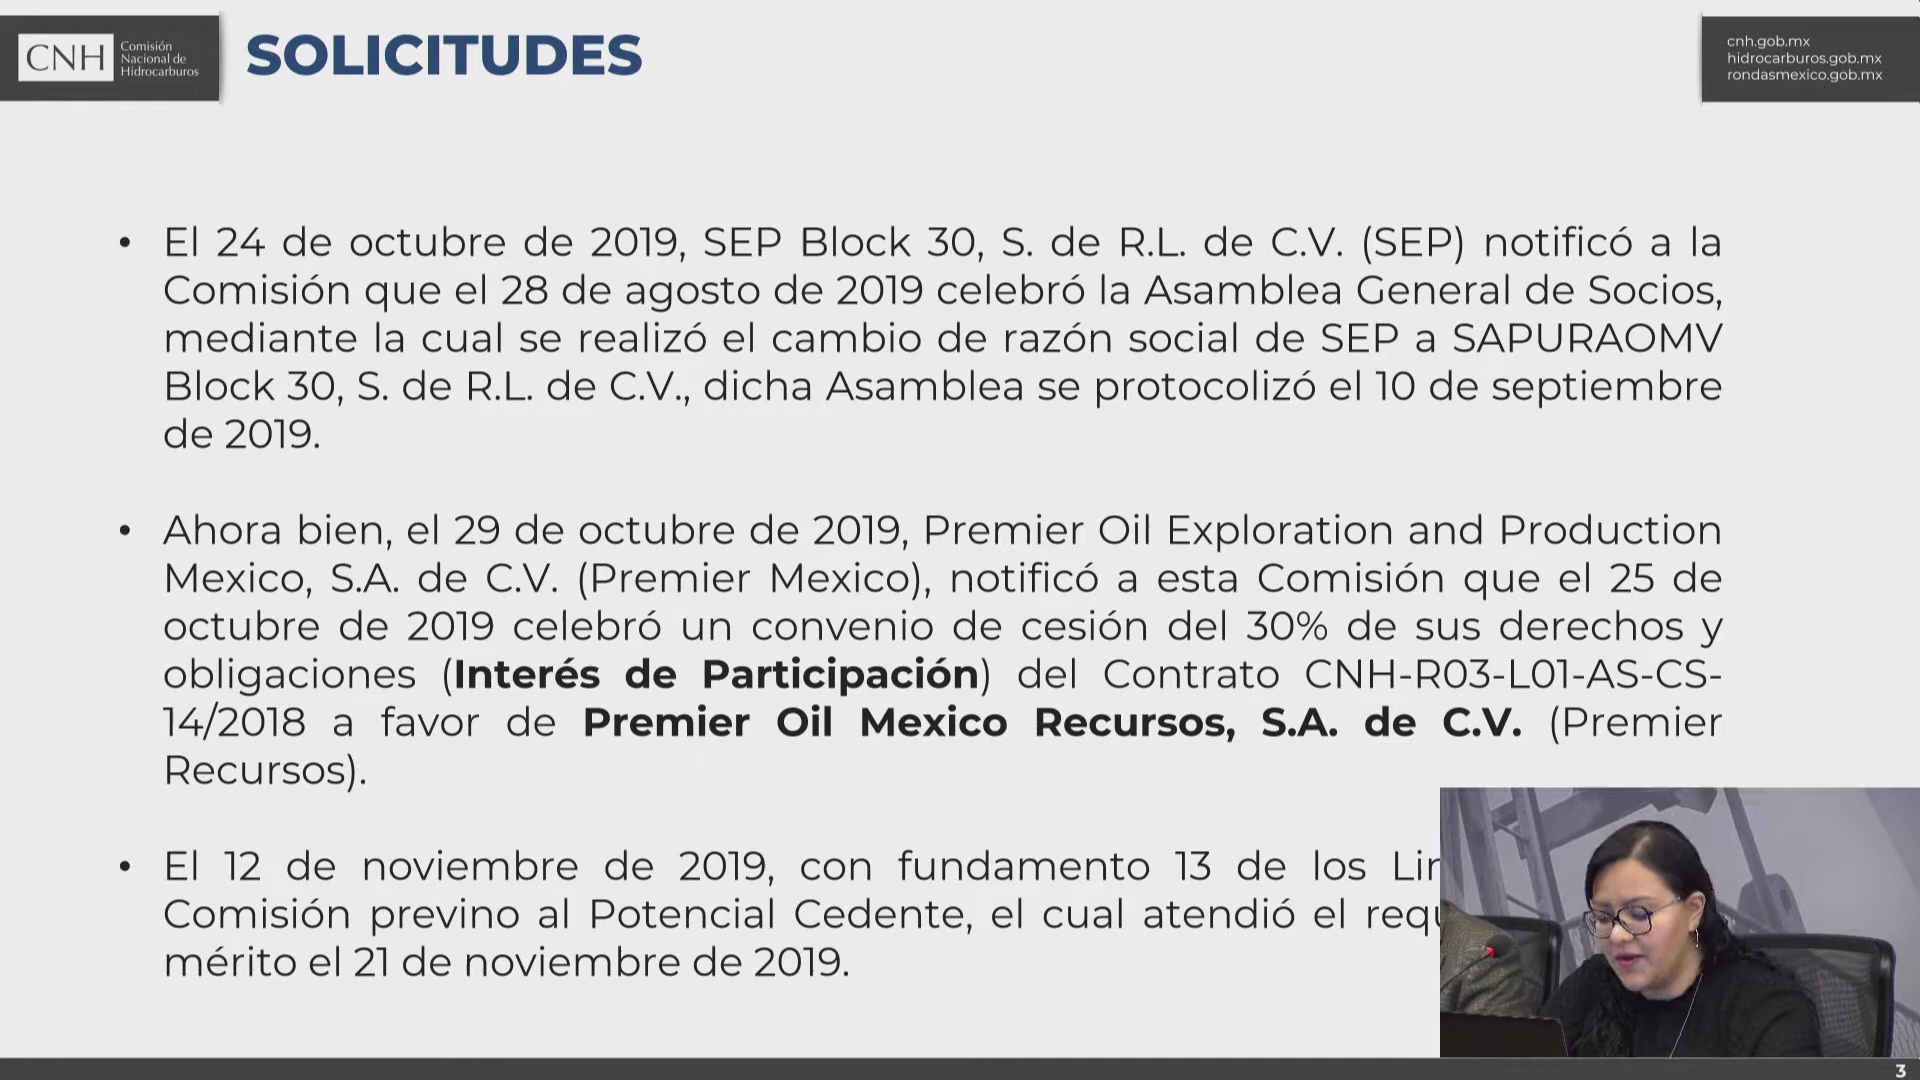 CNH
Comisión
Nacional de
Hidrocarburos
SOLICITUDES
cnh.gob.mx
hidrocarburos.gob.mx
rondasmexico.gob.mx
• El 24 de octubre de 2019, SEP Block 30, S. de R.L. de C.V. (SEP) notificó a la
Comisión que el 28 de agosto de 2019 celebró la Asamblea General de Socios,
mediante la cual se realizó el cambio de razón social de SEP a SAPURAOMV
Block 30, S. de R.L. de C.V., dicha Asamblea se protocolizó el 10 de septiembre
de 2019.
• Ahora bien, el 29 de octubre de 2019, Premier Oil Exploration and Production
Mexico, S.A. de C.V. (Premier Mexico), notificó a esta Comisión que el 25 de
octubre de 2019 celebró un convenio de cesión del 30% de sus derechos y
obligaciones (Interés de Participación) del Contrato CNH-R03-L01-AS-CS-
14/2018 a favor de Premier Oil Mexico Recursos, S.A. de C.V. (Premier
Recursos).
• El 12 de noviembre de 2019, con fundamento 13 de los
Comisión previno al Potencial Cedente, el cual atendió el
mérito el 21 de noviembre de 2019.
3